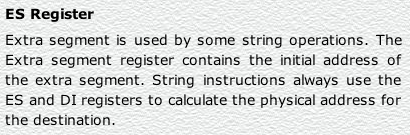 ES Register
Extra segment is used by some string operations. The
Extra segment register contains the initial address of
the extra segment. String instructions always use the
ES and DI registers to calculate the physical address for
the destination.